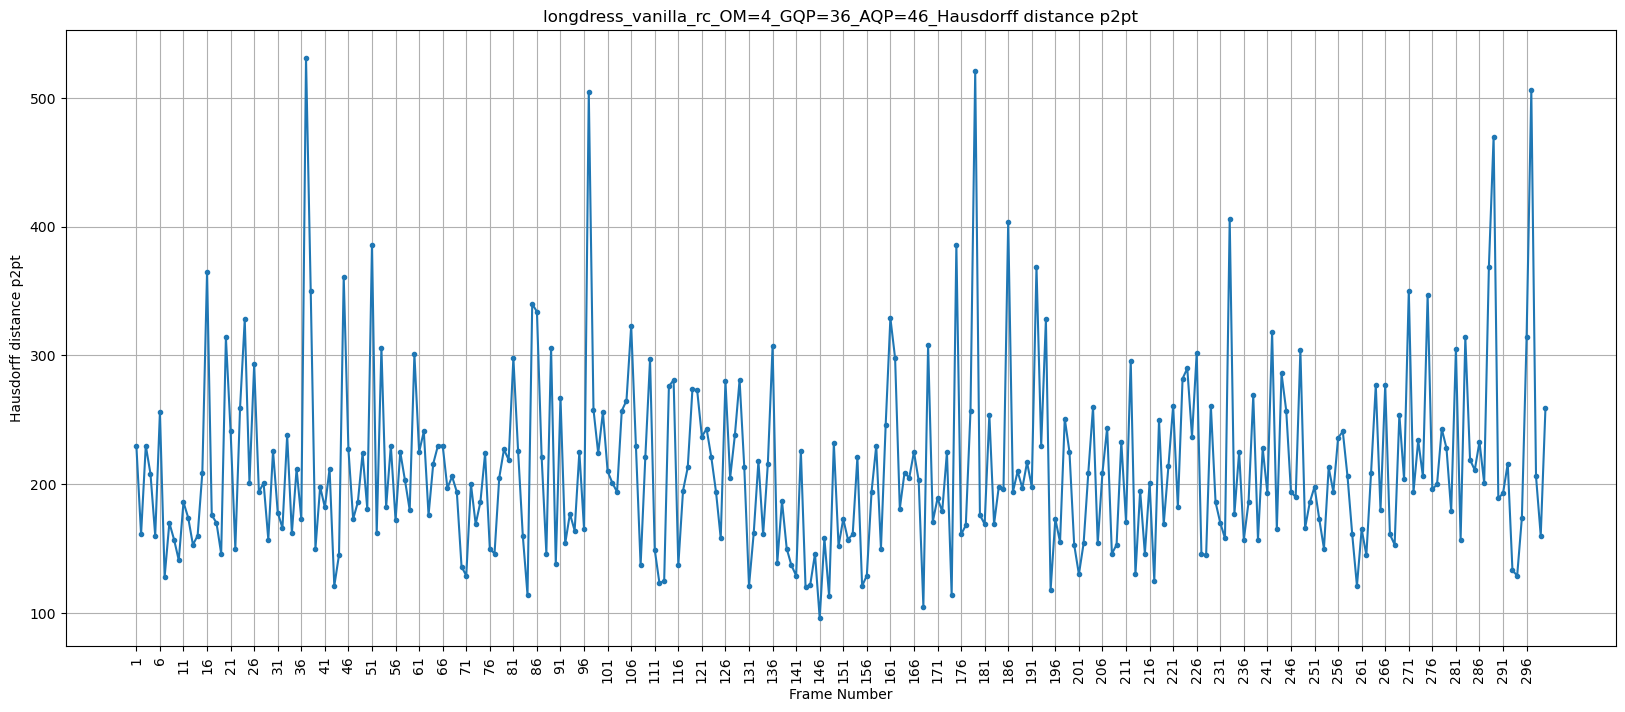 longdress_vanilla_rc_OM=4_GQP=36_AQP=46_Hausdorff distance p2pt
Hausdorff distance p2pt
500
400
300
200
100
1 6 11 16 21 26 31 36 41 46 51 56 61 66 71 76 81 86 91 96 101 106 111 116 121 126 131 136 141 146 151 156 161 166 171 176 181 186 191 196 201 206 211 216 221 226 231 236 241 246 251 256 261 266 271 276 281 286 291 296
Frame Number